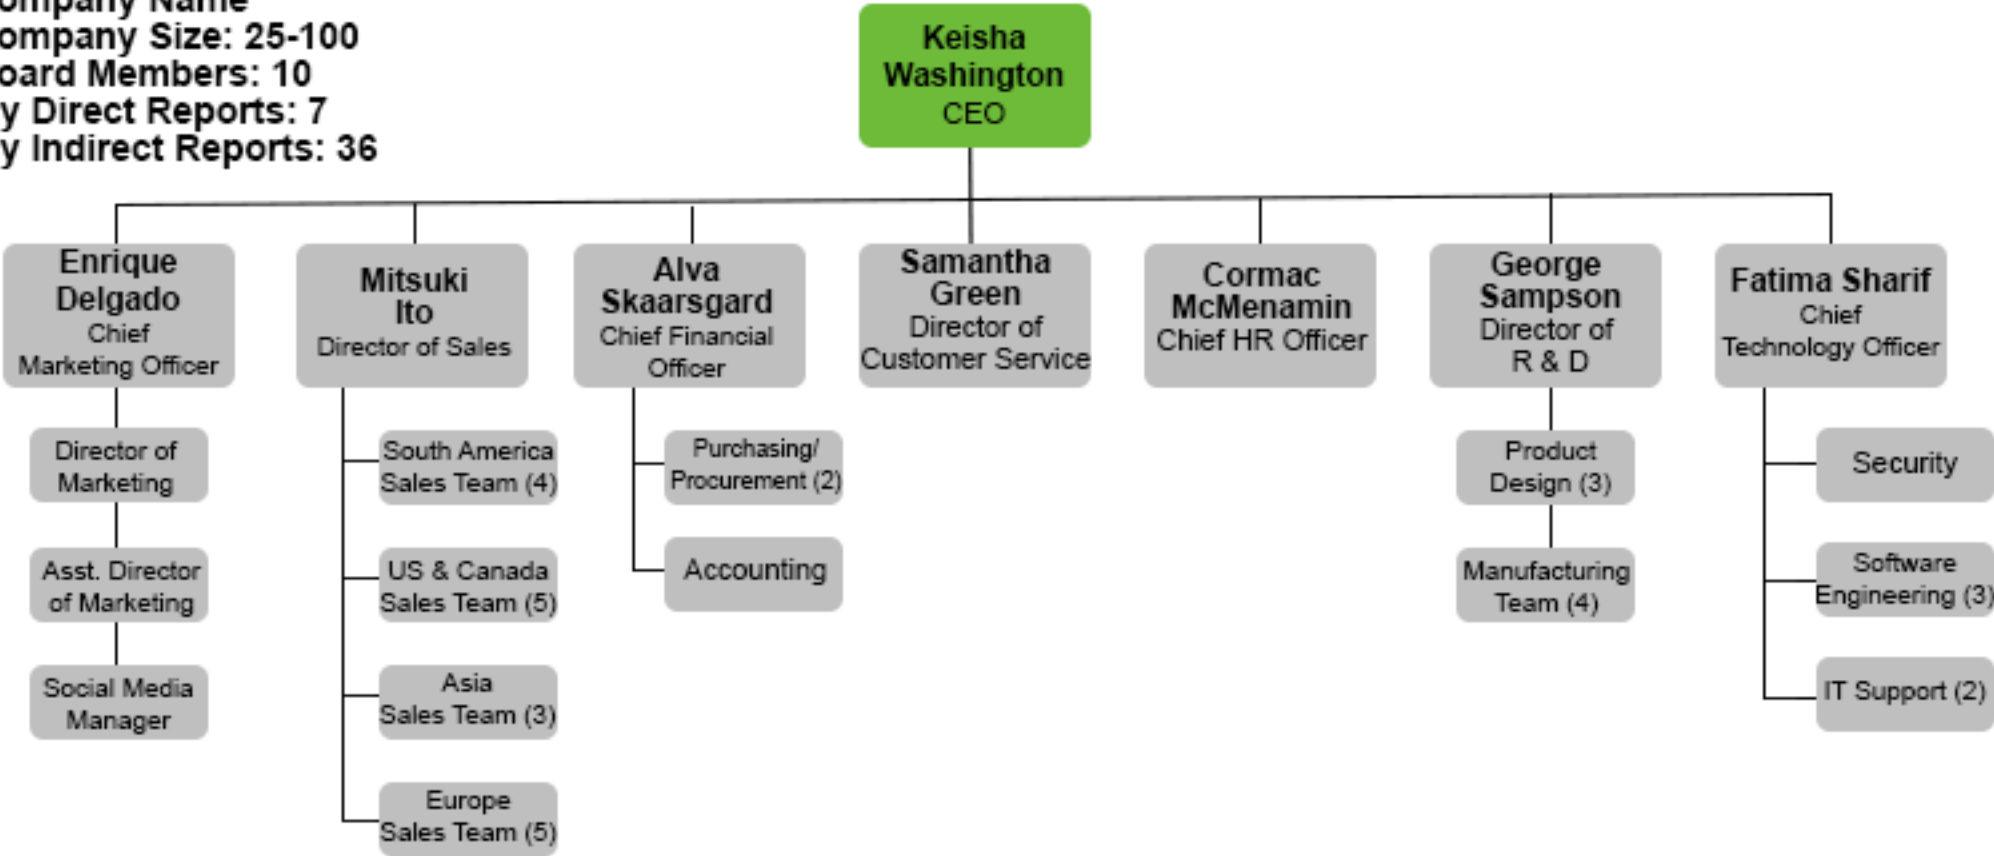 ompany Name
ompany Size: 25-100
oard Members: 10
y Direct Reports: 7
y Indirect Reports: 36
Keisha
Washington
CEO
Enrique
Delgado
Chief
Marketing Officer
Mitsuki
Ito
Director of Sales
Alva
Skaarsgard
Chief Financial
Officer
Samantha
Green
Director of
Customer Service
Cormac
McMenamin
Chief HR Officer
George
Sampson
Director of
R & D
Fatima Sharif
Chief
Technology Officer
Director of
Marketing
Asst. Director
of Marketing
Social Media
Manager
South America
Sales Team (4)
US & Canada
Sales Team (5)
Asia
Sales Team (3)
Europe
Sales Team (5)
Purchasing/
Procurement (2)
Accounting
Product
Design (3)
Manufacturing
Team (4)
Security
Software
Engineering (3)
IT Support (2)